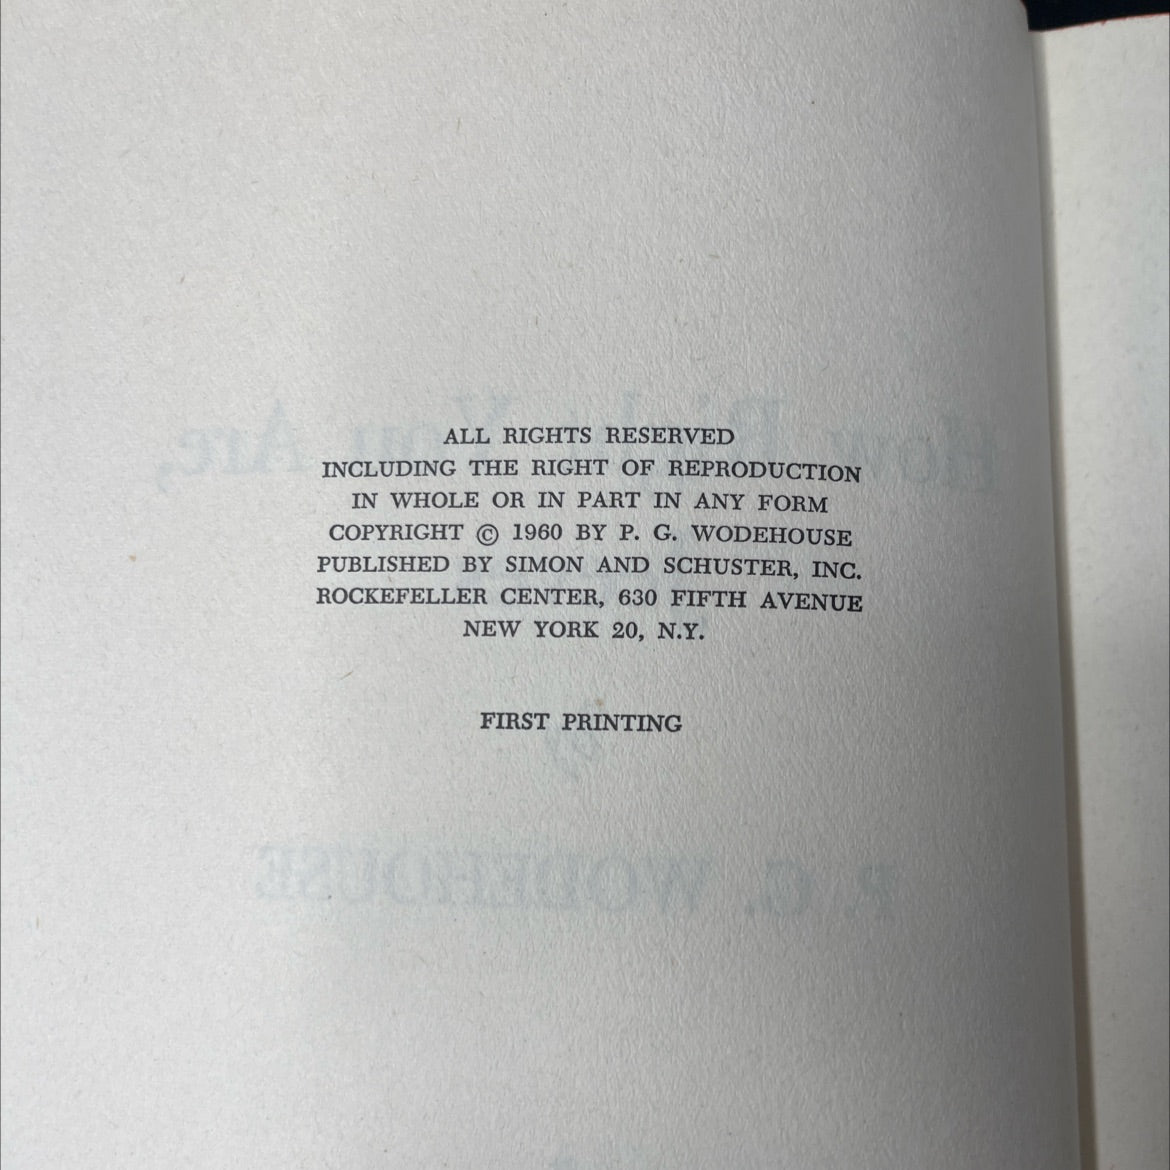 ALL RIGHTS RESERVED
INCLUDING THE RIGHT OF REPRODUCTION
IN WHOLE OR IN PART IN ANY FORM
COPYRIGHT © 1960 BY P. G. WODEHOUSE
PUBLISHED BY SIMON AND SCHUSTER, INC.
ROCKEFELLER CENTER, 630 FIFTH AVENUE
NEW YORK 20, N.Y.
FIRST PRINTING